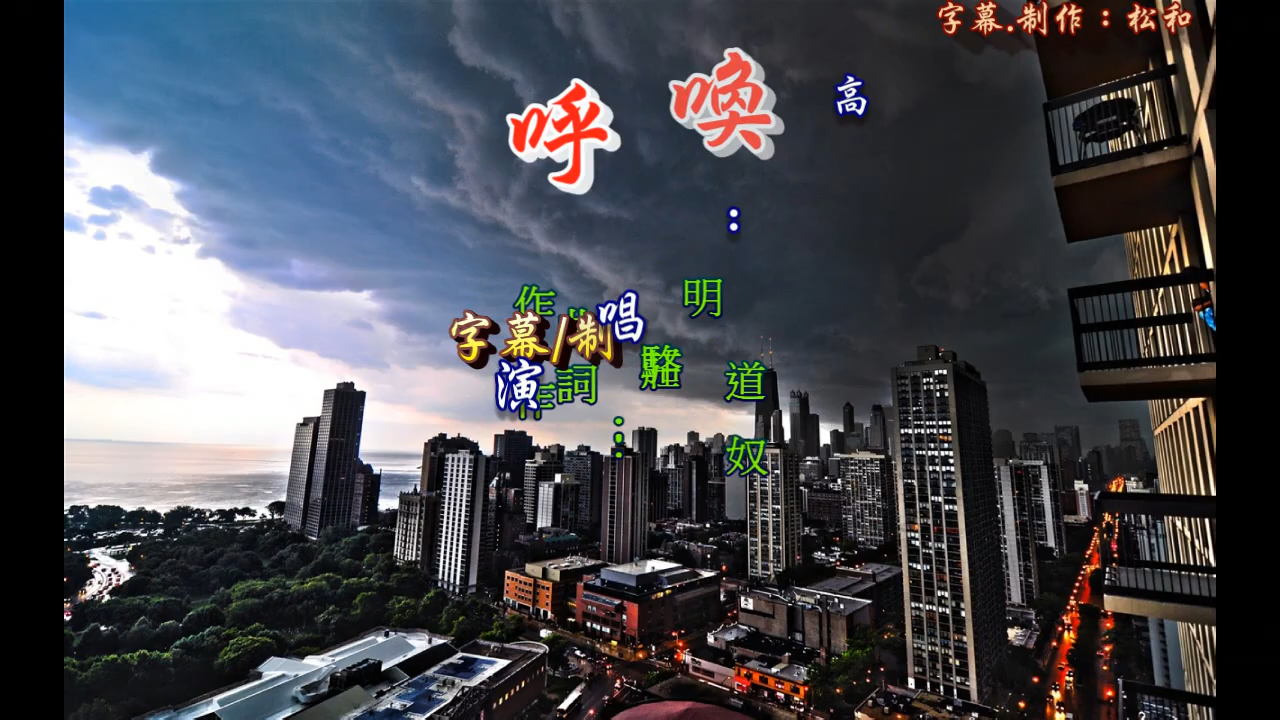 字幕.制作：松和
呼喚
高
：
作 明
字幕/制唱
演 詞 道
作 ：奴